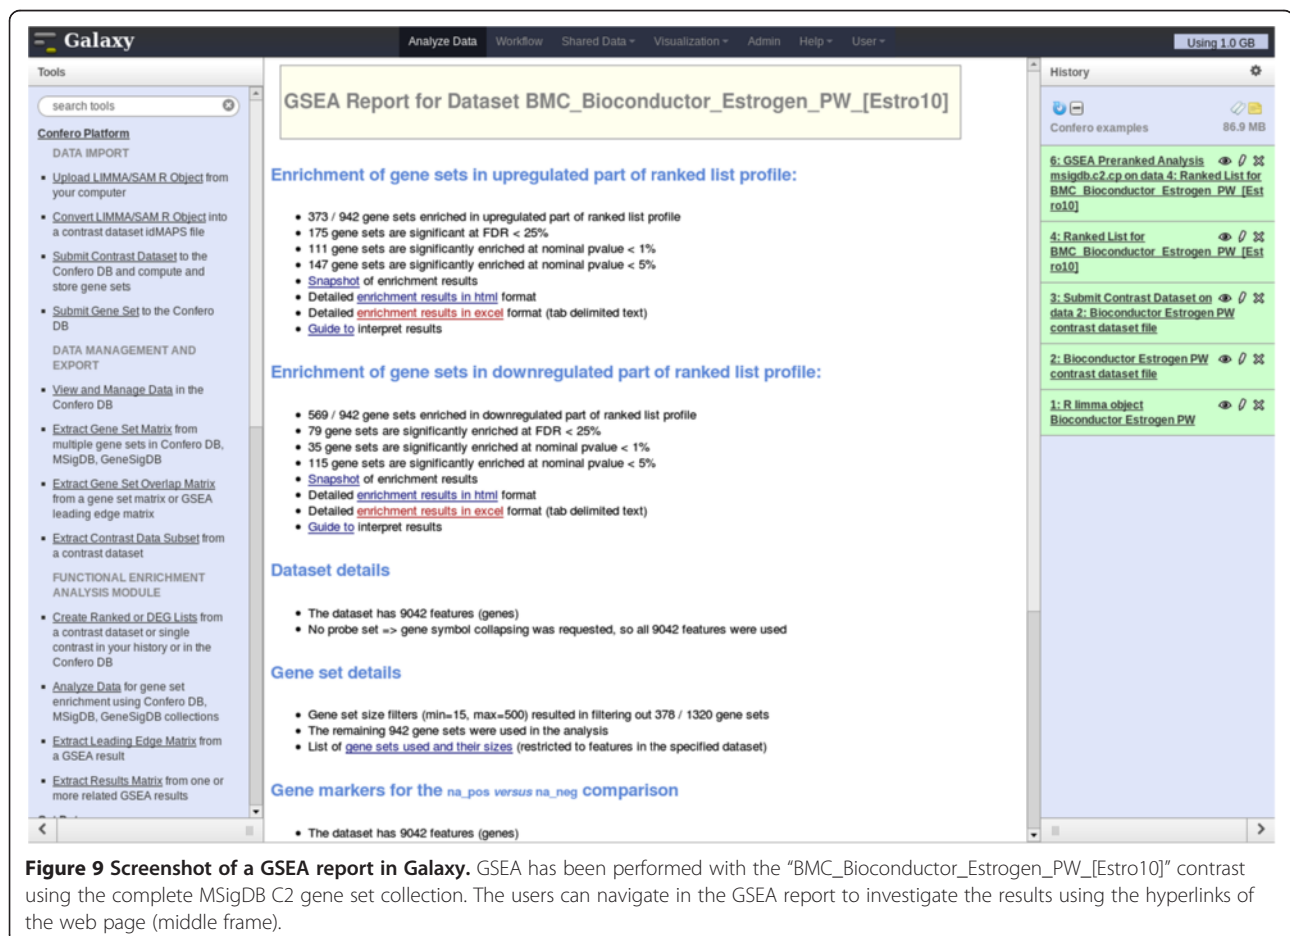 Galaxy
Analyze Data Workflow Shared Data Visualization Admin Help User
Using 1.0 GB
Tools
search tools
Confero Platform
DATA IMPORT
Upload LIMMA/SAM R Object from
your computer
Convert LIMMA/SAM R Object into
a contrast dataset idMAPS file
Submit Contrast Dataset to the
Confero DB and compute and
store gene sets
Submit Gene Set to the Confero
DB
DATA MANAGEMENT AND
EXPORT
View and Manage Data in the
Confero DB
Extract Gene Set Matrix from
multiple gene sets in Confero DB,
MSigDB, GeneSigDB
Extract Gene Set Overlap Matrix
from a gene set matrix or GSEA
leading edge matrix
Extract Contrast Data Subset from
a contrast dataset
FUNCTIONAL ENRICHMENT
ANALYSIS MODULE
Create Ranked or DEG Lists from
a contrast dataset or single
contrast in your history or in the
Confero DB
Analyze Data for gene set
enrichment using Confero DB,
MSigDB, GeneSigDB collections
Extract Leading Edge Matrix from
a GSEA result
Extract Results Matrix from one or
more related GSEA results
GSEA Report for Dataset BMC_Bioconductor_Estrogen_PW_[Estro10]
Enrichment of gene sets in upregulated part of ranked list profile:
• 373 / 942 gene sets enriched in upregulated part of ranked list profile
• 175 gene sets are significant at FDR < 25%
• 111 gene sets are significantly enriched at nominal pvalue < 1%
• 147 gene sets are significantly enriched at nominal pvalue < 5%
• Snapshot of enrichment results
• Detailed enrichment results in html format
• Detailed enrichment results in excel format (tab delimited text)
• Guide to interpret results
Enrichment of gene sets in downregulated part of ranked list profile:
• 569 / 942 gene sets enriched in downregulated part of ranked list profile
• 79 gene sets are significantly enriched at FDR < 25%
• 35 gene sets are significantly enriched at nominal pvalue < 1%
• 115 gene sets are significantly enriched at nominal pvalue < 5%
• Snapshot of enrichment results
• Detailed enrichment results in html format
• Detailed enrichment results in excel format (tab delimited text)
• Guide to interpret results
Dataset details
• The dataset has 9042 features (genes)
• No probe set => gene symbol collapsing was requested, so all 9042 features were used
Gene set details
• Gene set size filters (min=15, max=500) resulted in filtering out 378 / 1320 gene sets
• The remaining 942 gene sets were used in the analysis
• List of gene sets used and their sizes (restricted to features in the specified dataset)
Gene markers for the na_pos versus na_neg comparison
• The dataset has 9042 features (genes)
History
Confero examples 86.9 MB
6: GSEA Preranked Analysis
msigdb.c2.cp on data 4: Ranked List for
BMC_Bioconductor_Estrogen_PW_[Est
ro10]
4: Ranked List for
BMC_Bioconductor_Estrogen_PW_[Est
ro10]
3: Submit Contrast Dataset on
data 2: Bioconductor Estrogen PW
contrast dataset file
2: Bioconductor Estrogen PW
contrast dataset file
1: R limma object
Bioconductor Estrogen PW
Figure 9 Screenshot of a GSEA report in Galaxy. GSEA has been performed with the “BMC_Bioconductor_Estrogen_PW_[Estro10]” contrast
using the complete MSigDB C2 gene set collection. The users can navigate in the GSEA report to investigate the results using the hyperlinks of
the web page (middle frame).